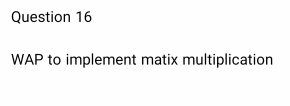 Question 16
WAP to implement matix multiplication